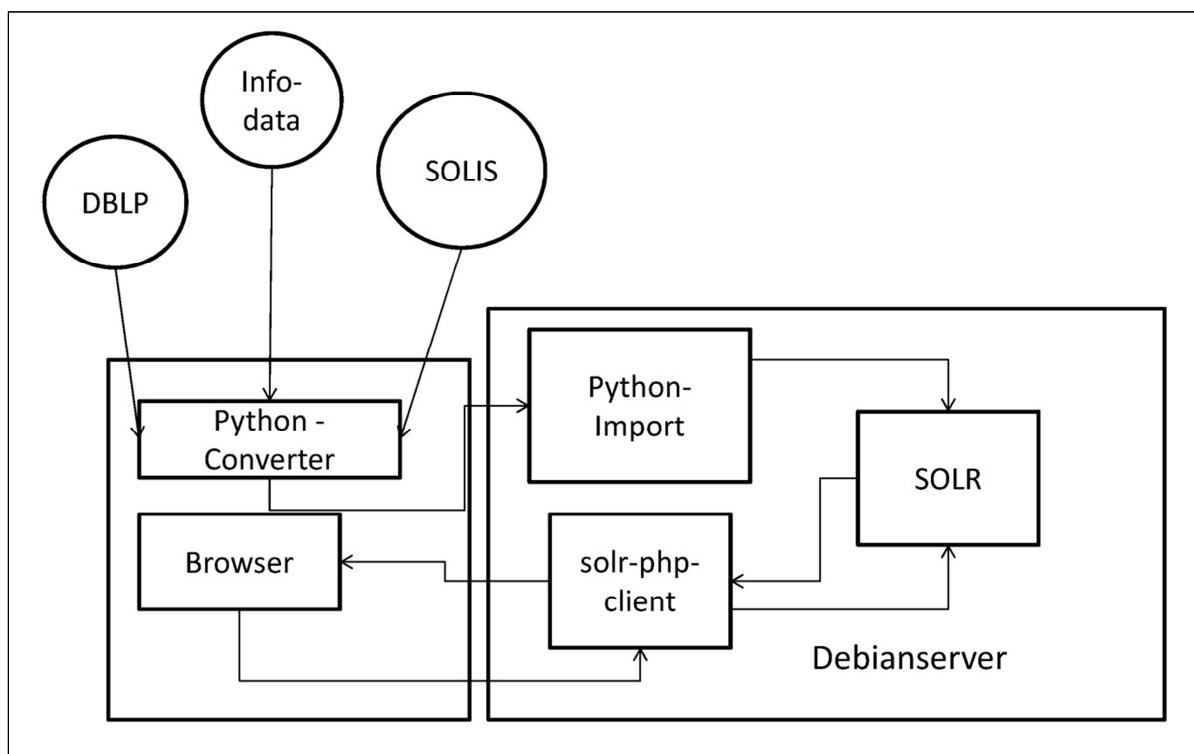 Info-
data
SOLIS
DBLP
Python-
Import
Python -
Converter
SOLR
Browser
solr-php-
client
Debianserver